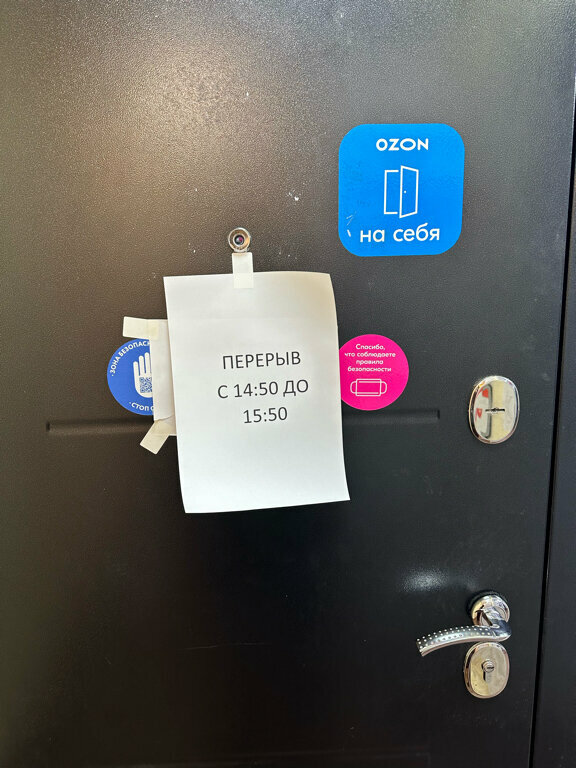 OZON
на себя
ПЕРЕРЫВ
С 14:50 ДО
15:50
Спасибо,
что соблюдаете
правила
безопасности